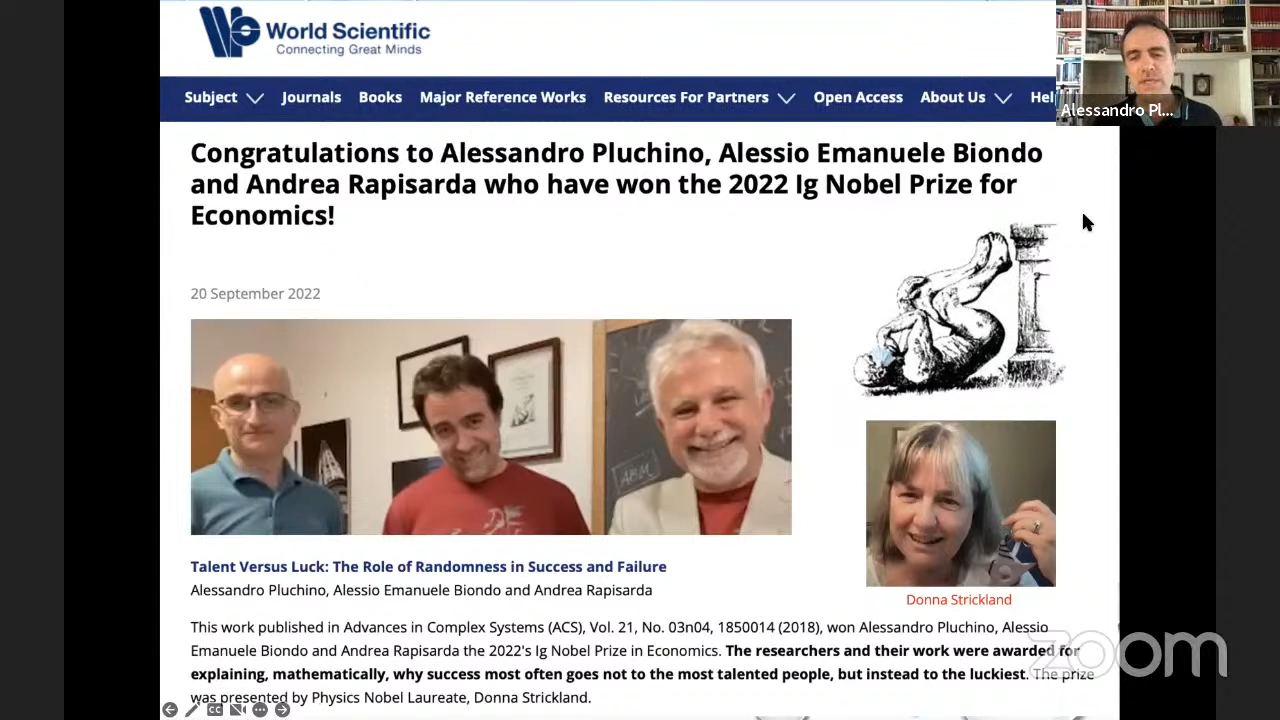 World Scientific
Connecting Great Minds
Subject Journals Books Major Reference Works Resources For Partners Open Access About Us Hel
Alessandro Pl...
Congratulations to Alessandro Pluchino, Alessio Emanuele Biondo
and Andrea Rapisarda who have won the 2022 Ig Nobel Prize for
Economics!
20 September 2022
ABM
Donna Strickland
Talent Versus Luck: The Role of Randomness in Success and Failure
Alessandro Pluchino, Alessio Emanuele Biondo and Andrea Rapisarda
This work published in Advances in Complex Systems (ACS), Vol. 21, No. 03n04, 1850014 (2018), won Alessandro Pluchino, Alessio
Emanuele Biondo and Andrea Rapisarda the 2022's Ig Nobel Prize in Economics. The researchers and their work were awarded for
explaining, mathematically, why success most often goes not to the most talented people, but instead to the luckiest. The prize
was presented by Physics Nobel Laureate, Donna Strickland.
zoom
CC